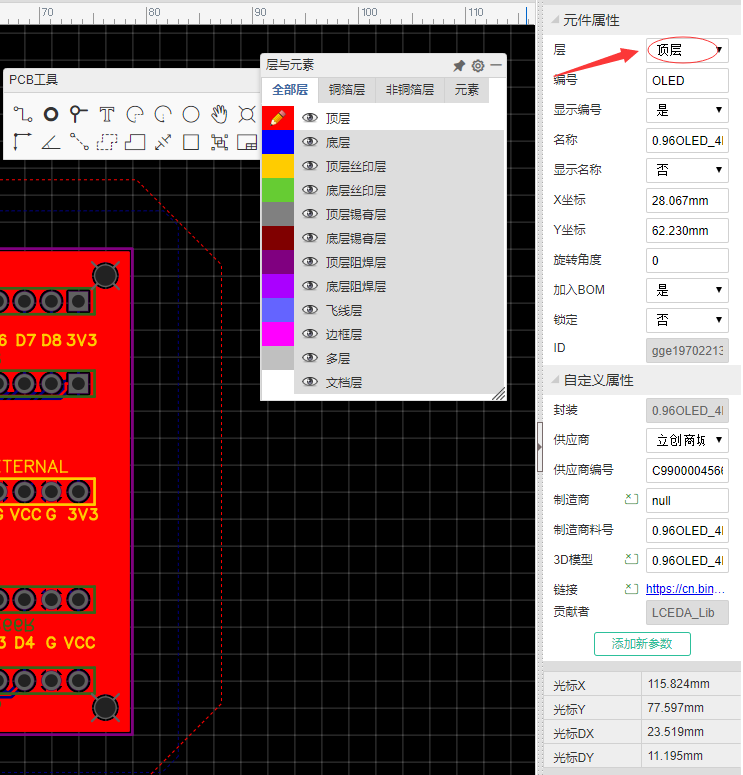 70 80 90 100 110
PCB工具
层与元素
全部层 铜箔层 非铜箔层 元素
顶层
底层
顶层丝印层
底层丝印层
顶层锡膏层
底层锡膏层
顶层阻焊层
底层阻焊层
飞线层
边框层
多层
文档层
6 D7 D8 3V3
TERNAL
G VCC G 3V3
3 D4 G VCC
元件属性
层 顶层
编号 OLED
显示编号 是
名称 0.96OLED_4
显示名称 否
X坐标 28.067mm
Y坐标 62.230mm
旋转角度 0
加入BOM 是
锁定 否
ID gge19702213
自定义属性
封装 0.96OLED_4
供应商 立创商城
供应商编号 C9900004560
制造商 null
制造商料号 0.96OLED_4
3D模型 0.96OLED_4
链接 https://cn.bin...
贡献者 LCEDA_Lib
添加新参数
光标X 115.824mm
光标Y 77.597mm
光标DX 23.519mm
光标DY 11.195mm